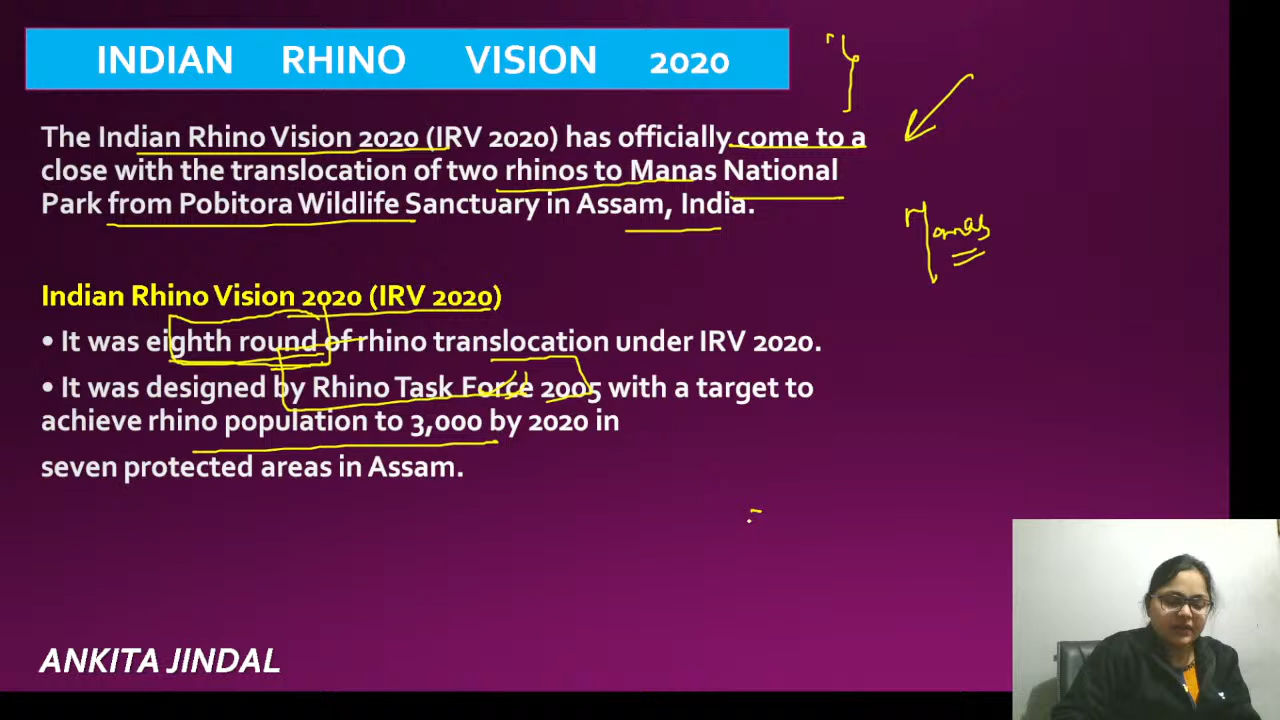 INDIAN RHINO VISION 2020
The Indian Rhino Vision 2020 (IRV 2020) has officially come to a
close with the translocation of two rhinos to Manas National
Park from Pobitora Wildlife Sanctuary in Assam, India.
Manas
Indian Rhino Vision 2020 (IRV 2020)
• It was eighth round of rhino translocation under IRV 2020.
• It was designed by Rhino Task Force 2005 with a target to
achieve rhino population to 3,000 by 2020 in
seven protected areas in Assam.
ANKITA JINDAL